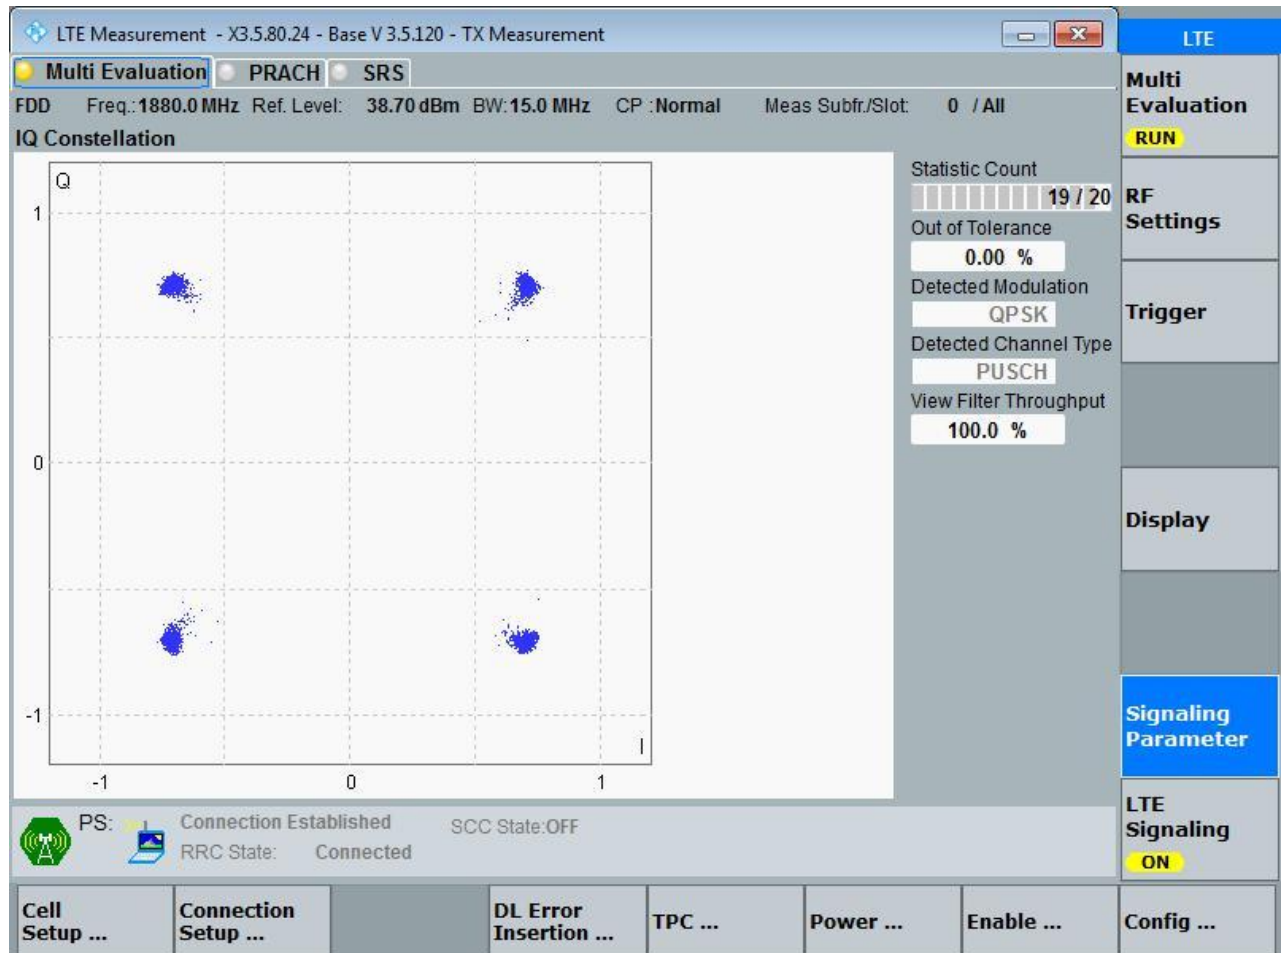 LTE Measurement - X3.5.80.24 - Base V 3.5.120 - TX Measurement
LTE
Multi Evaluation PRACH SRS
FDD Freq.: 1880.0 MHz Ref. Level: 38.70 dBm BW: 15.0 MHz CP : Normal Meas Subfr./Slot: 0 / All
IQ Constellation
Q
1
0
-1
I
-1 0 1
Statistic Count
19 / 20
Out of Tolerance
0.00 %
Detected Modulation
QPSK
Detected Channel Type
PUSCH
View Filter Throughput
100.0 %
Multi
Evaluation
RUN
RF
Settings
Trigger
Display
Signaling
Parameter
LTE
Signaling
ON
PS: Connection Established SCC State:OFF
RRC State: Connected
Cell
Setup ...
Connection
Setup ...
DL Error
Insertion ...
TPC ...
Power ...
Enable ...
Config ...